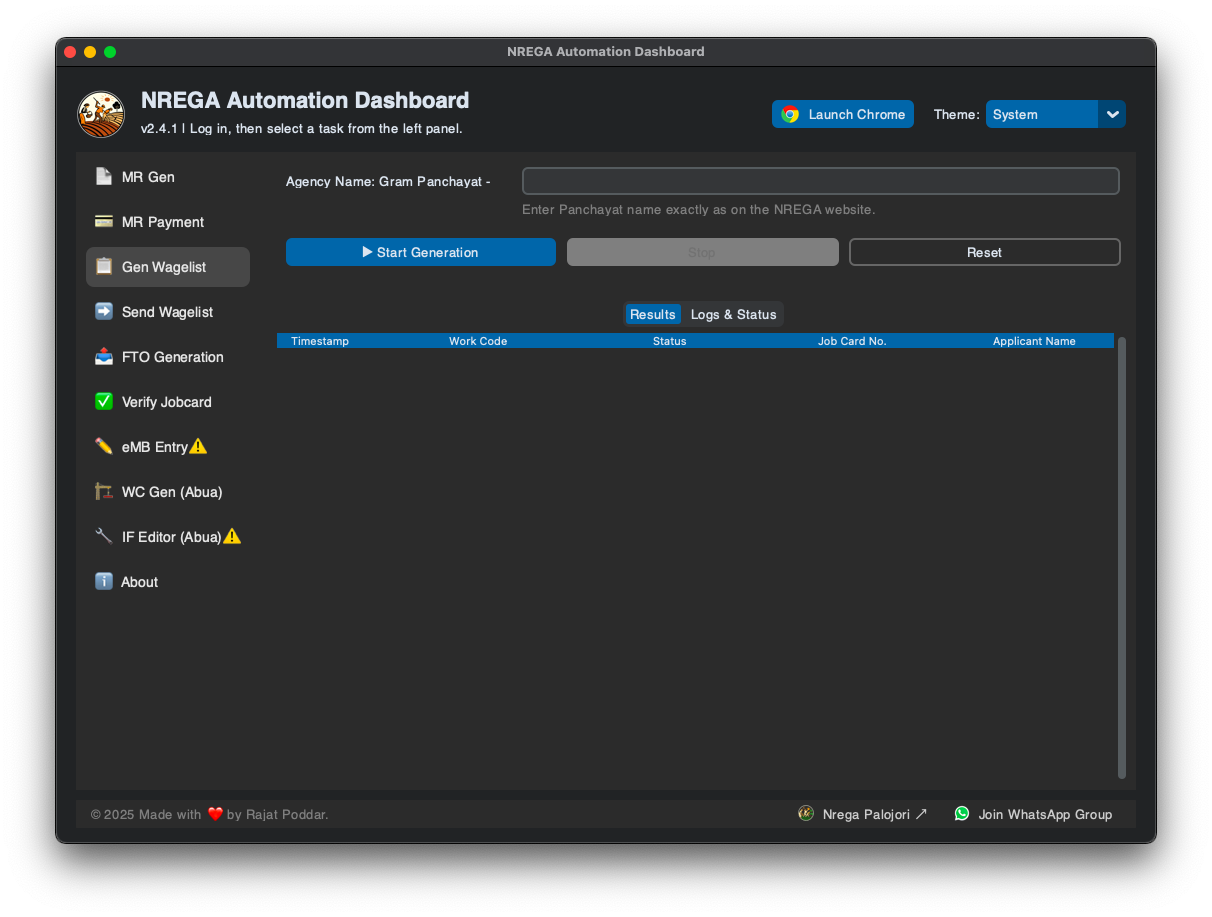 NREGA Automation Dashboard
NREGA Automation Dashboard
v2.4.1 | Log in, then select a task from the left panel.
Launch Chrome
Theme:
System
MR Gen
MR Payment
Gen Wagelist
Send Wagelist
FTO Generation
Verify Jobcard
eMB Entry
WC Gen (Abua)
IF Editor (Abua)
About
Agency Name: Gram Panchayat -
Enter Panchayat name exactly as on the NREGA website.
Start Generation
Stop
Reset
Results
Logs & Status
Timestamp Work Code Status Job Card No. Applicant Name
© 2025 Made with ❤️ by Rajat Poddar.
Nrega Palojori ↗
Join WhatsApp Group